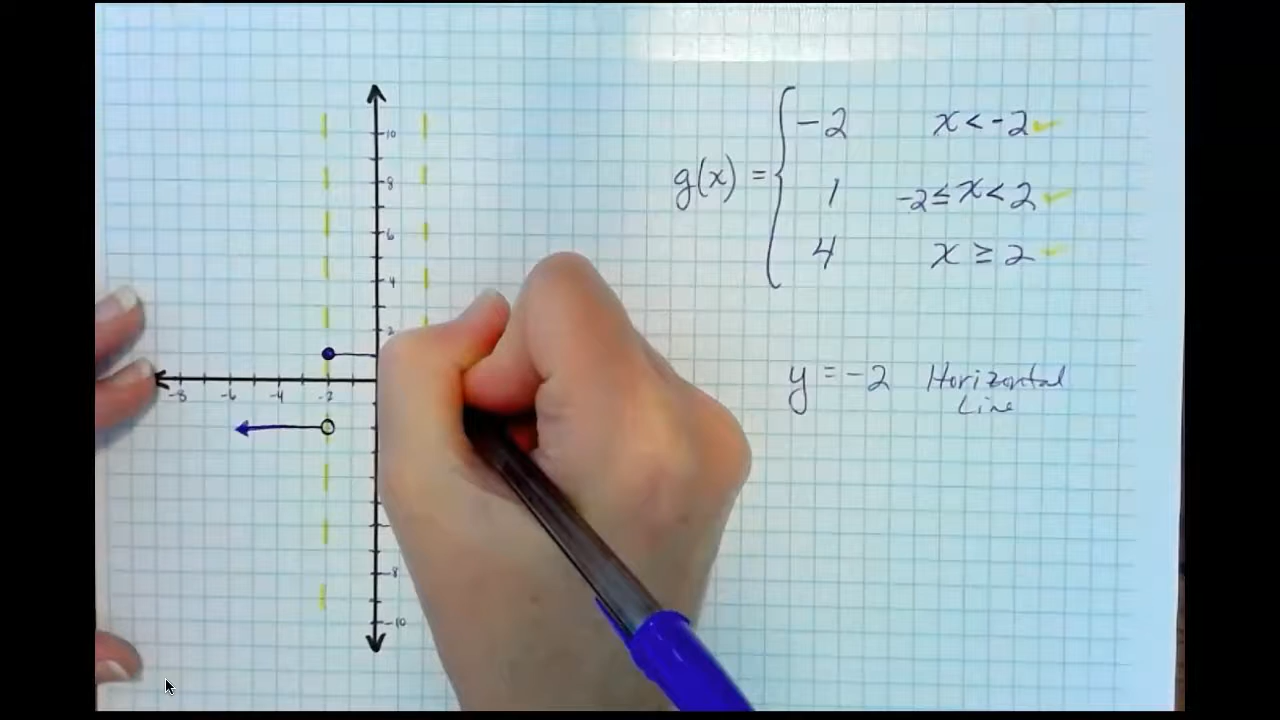 g(x) = { -2 x < -2
1 -2 ≤ x < 2
4 x ≥ 2
y = -2 Horizontal
Line
10
8
6
4
2
-8 -6 -4 -2
-8
-10